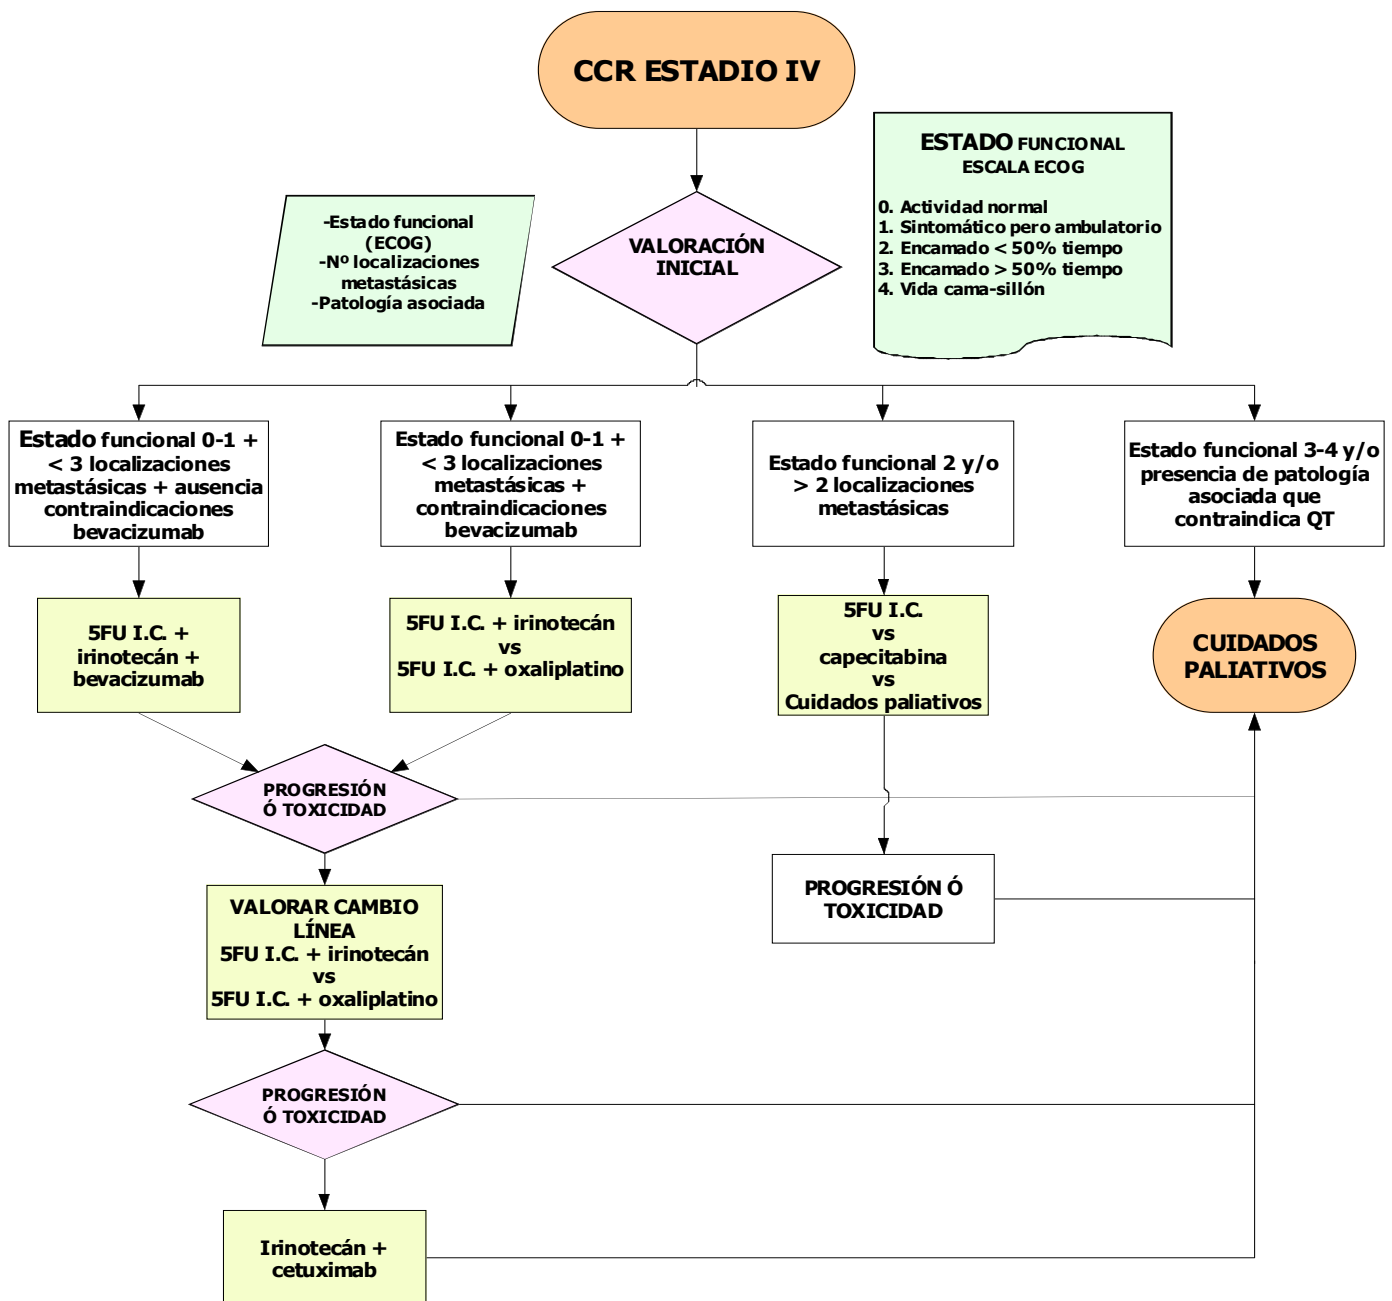 CCR ESTADIO IV
ESTADO FUNCIONAL
ESCALA ECOG
0. Actividad normal
1. Sintomático pero ambulatorio
2. Encamado < 50% tiempo
3. Encamado > 50% tiempo
4. Vida cama-sillón
-Estado funcional
(ECOG)
-Nº localizaciones
metastásicas
-Patología asociada
VALORACIÓN
INICIAL
Estado funcional 0-1 +
< 3 localizaciones
metastásicas + ausencia
contraindicaciones
bevacizumab
Estado funcional 0-1 +
< 3 localizaciones
metastásicas +
contraindicaciones
bevacizumab
Estado funcional 2 y/o
> 2 localizaciones
metastásicas
Estado funcional 3-4 y/o
presencia de patología
asociada que
contraindica QT
5FU I.C. +
irinotecán +
bevacizumab
5FU I.C. + irinotecán
vs
5FU I.C. + oxaliplatino
5FU I.C.
vs
capecitabina
vs
Cuidados paliativos
CUIDADOS
PALIATIVOS
PROGRESIÓN
Ó TOXICIDAD
PROGRESIÓN Ó
TOXICIDAD
VALORAR CAMBIO
LÍNEA
5FU I.C. + irinotecán
vs
5FU I.C. + oxaliplatino
PROGRESIÓN
Ó TOXICIDAD
Irinotecán +
cetuximab